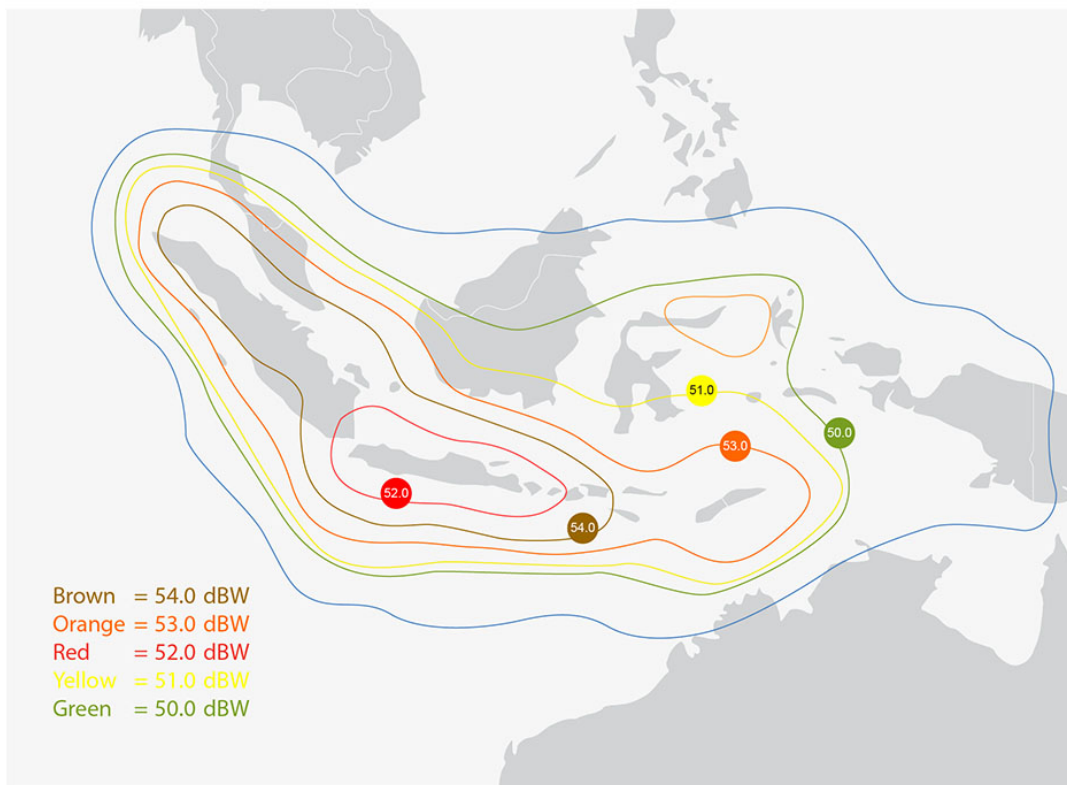 51.0
50.0
53.0
52.0
54.0
Brown = 54.0 dBW
Orange = 53.0 dBW
Red = 52.0 dBW
Yellow = 51.0 dBW
Green = 50.0 dBW